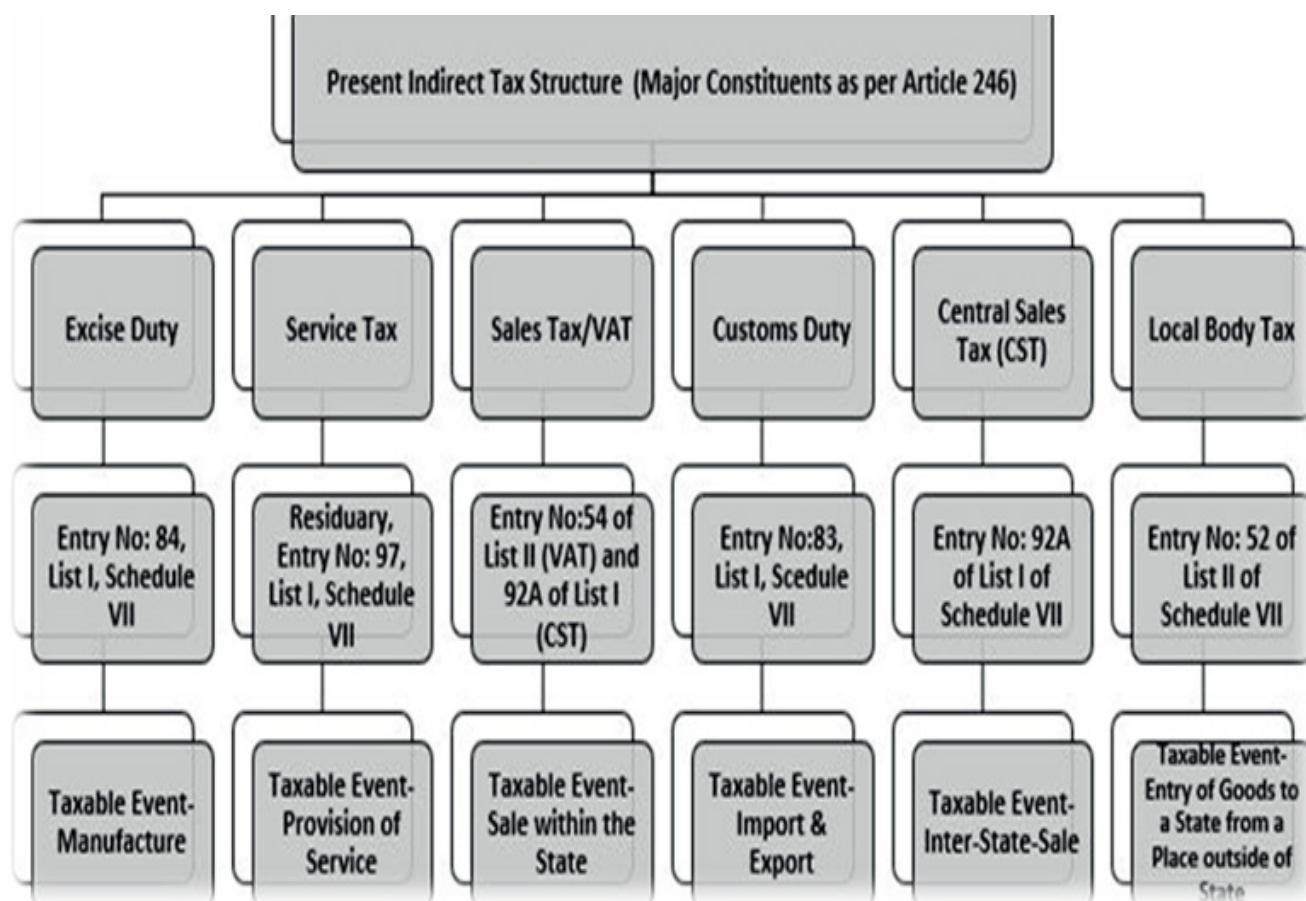 Present Indirect Tax Structure (Major Constituents as per Article 246)
Excise Duty
Service Tax
Sales Tax/VAT
Customs Duty
Central Sales
Tax (CST)
Local Body Tax
Entry No: 84,
List I, Schedule
VII
Residuary,
Entry No: 97,
List I, Schedule
VII
Entry No:54 of
List II (VAT) and
92A of List I
(CST)
Entry No:83,
List I, Scedule
VII
Entry No: 92A
of List I of
Schedule VII
Entry No: 52 of
List II of
Schedule VII
Taxable Event-
Manufacture
Taxable Event-
Provision of
Service
Taxable Event-
Sale within the
State
Taxable Event-
Import &
Export
Taxable Event-
Inter-State-Sale
Taxable Event-
Entry of Goods to
a State from a
Place outside of
State